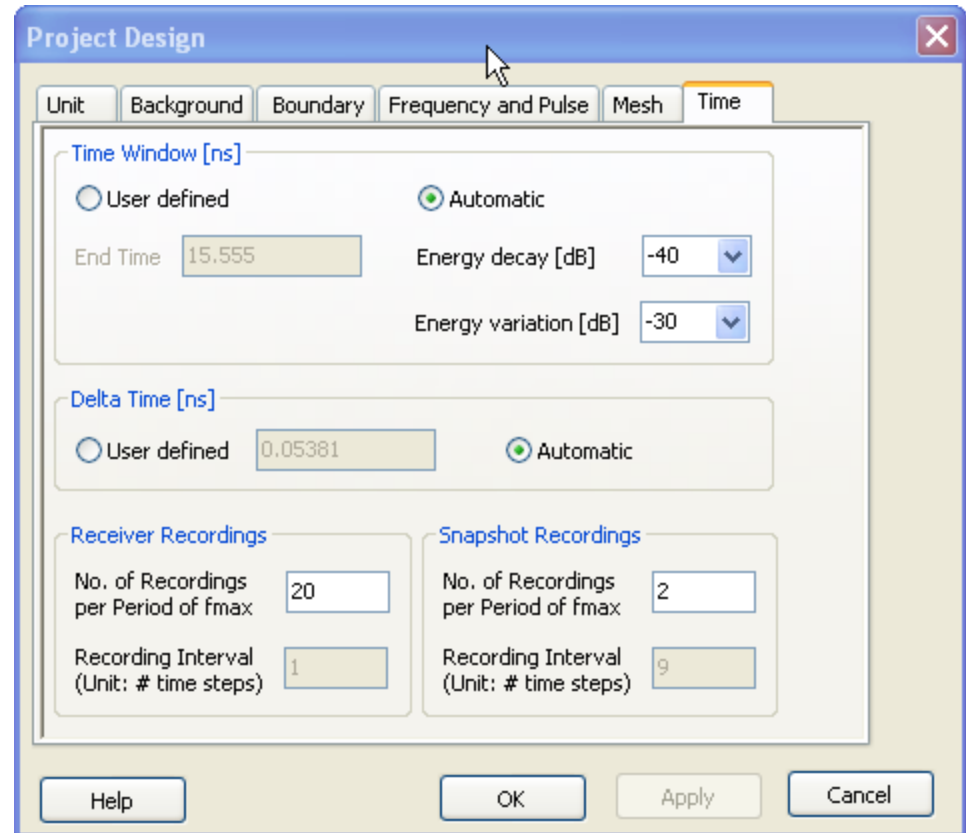 Project Design
Unit Background Boundary Frequency and Pulse Mesh Time
Time Window [ns]
User defined Automatic
End Time 15.555 Energy decay [dB] -40
Energy variation [dB] -30
Delta Time [ns]
User defined 0.05381 Automatic
Receiver Recordings
No. of Recordings
per Period of fmax 20
Recording Interval
(Unit: # time steps) 1
Snapshot Recordings
No. of Recordings
per Period of fmax 2
Recording Interval
(Unit: # time steps) 9
Help OK Apply Cancel